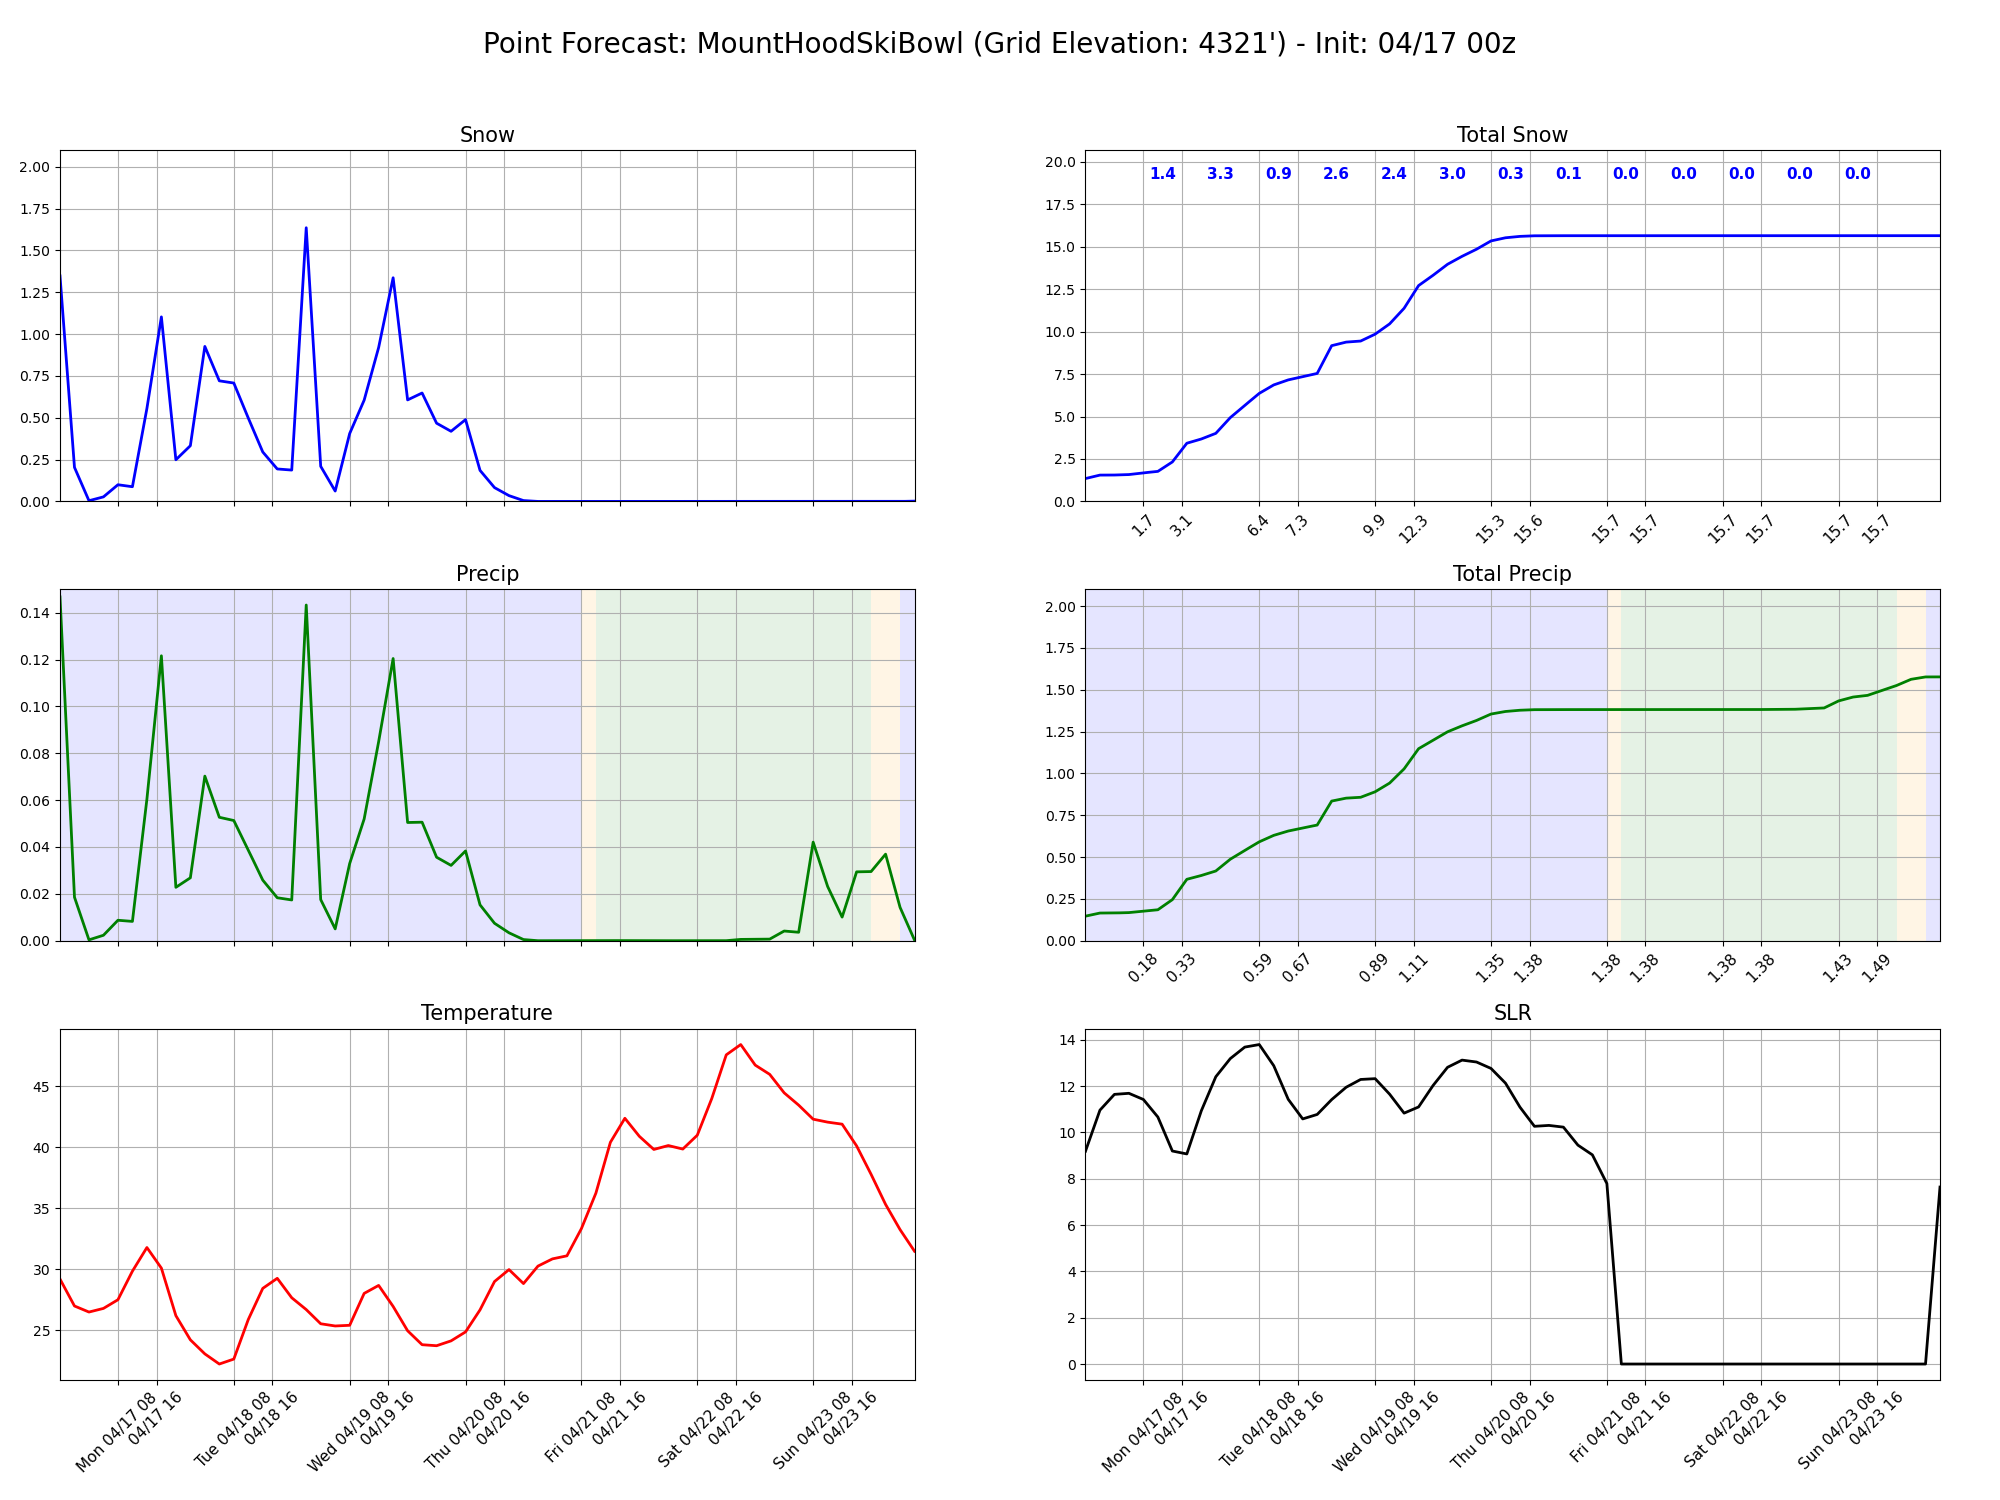 Point Forecast: MountHoodSkiBowl (Grid Elevation: 4321') - Init: 04/17 00z
Snow
2.00
1.75
1.50
1.25
1.00
0.75
0.50
0.25
0.00
Total Snow
20.0
17.5
15.0
12.5
10.0
7.5
5.0
2.5
0.0
1.4 3.3 0.9 2.6 2.4 3.0 0.3 0.1 0.0 0.0 0.0 0.0 0.0
1.7 3.1 6.4 7.3 9.9 12.3 15.3 15.6 15.7 15.7 15.7 15.7 15.7 15.7
Precip
0.14
0.12
0.10
0.08
0.06
0.04
0.02
0.00
Total Precip
2.00
1.75
1.50
1.25
1.00
0.75
0.50
0.25
0.00
0.18 0.33 0.59 0.67 0.89 1.11 1.35 1.38 1.38 1.38 1.38 1.38 1.43 1.49
Temperature
45
40
35
30
25
Mon 04/17 08
04/17 16
Tue 04/18 08
04/18 16
Wed 04/19 08
04/19 16
Thu 04/20 08
04/20 16
Fri 04/21 08
04/21 16
Sat 04/22 08
04/22 16
Sun 04/23 08
04/23 16
SLR
14
12
10
8
6
4
2
0
Mon 04/17 08
04/17 16
Tue 04/18 08
04/18 16
Wed 04/19 08
04/19 16
Thu 04/20 08
04/20 16
Fri 04/21 08
04/21 16
Sat 04/22 08
04/22 16
Sun 04/23 08
04/23 16